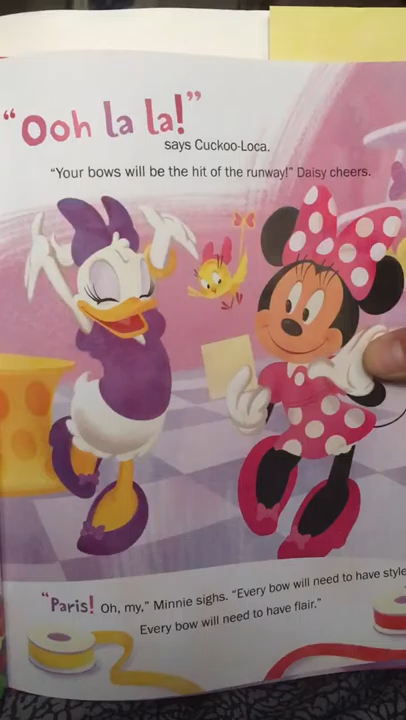 “Ooh la la!”
says Cuckoo-Loca.
“Your bows will be the hit of the runway!” Daisy cheers.
“Paris! Oh, my,” Minnie sighs. “Every bow will need to have style
Every bow will need to have flair.”